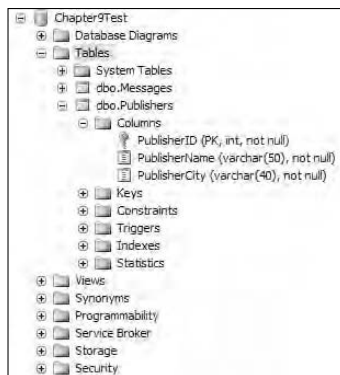 Chapter9Test
Database Diagrams
Tables
System Tables
dbo.Messages
dbo.Publishers
Columns
PublisherID (PK, int, not null)
PublisherName (varchar(50), not null)
PublisherCity (varchar(40), not null)
Keys
Constraints
Triggers
Indexes
Statistics
Views
Synonyms
Programmability
Service Broker
Storage
Security